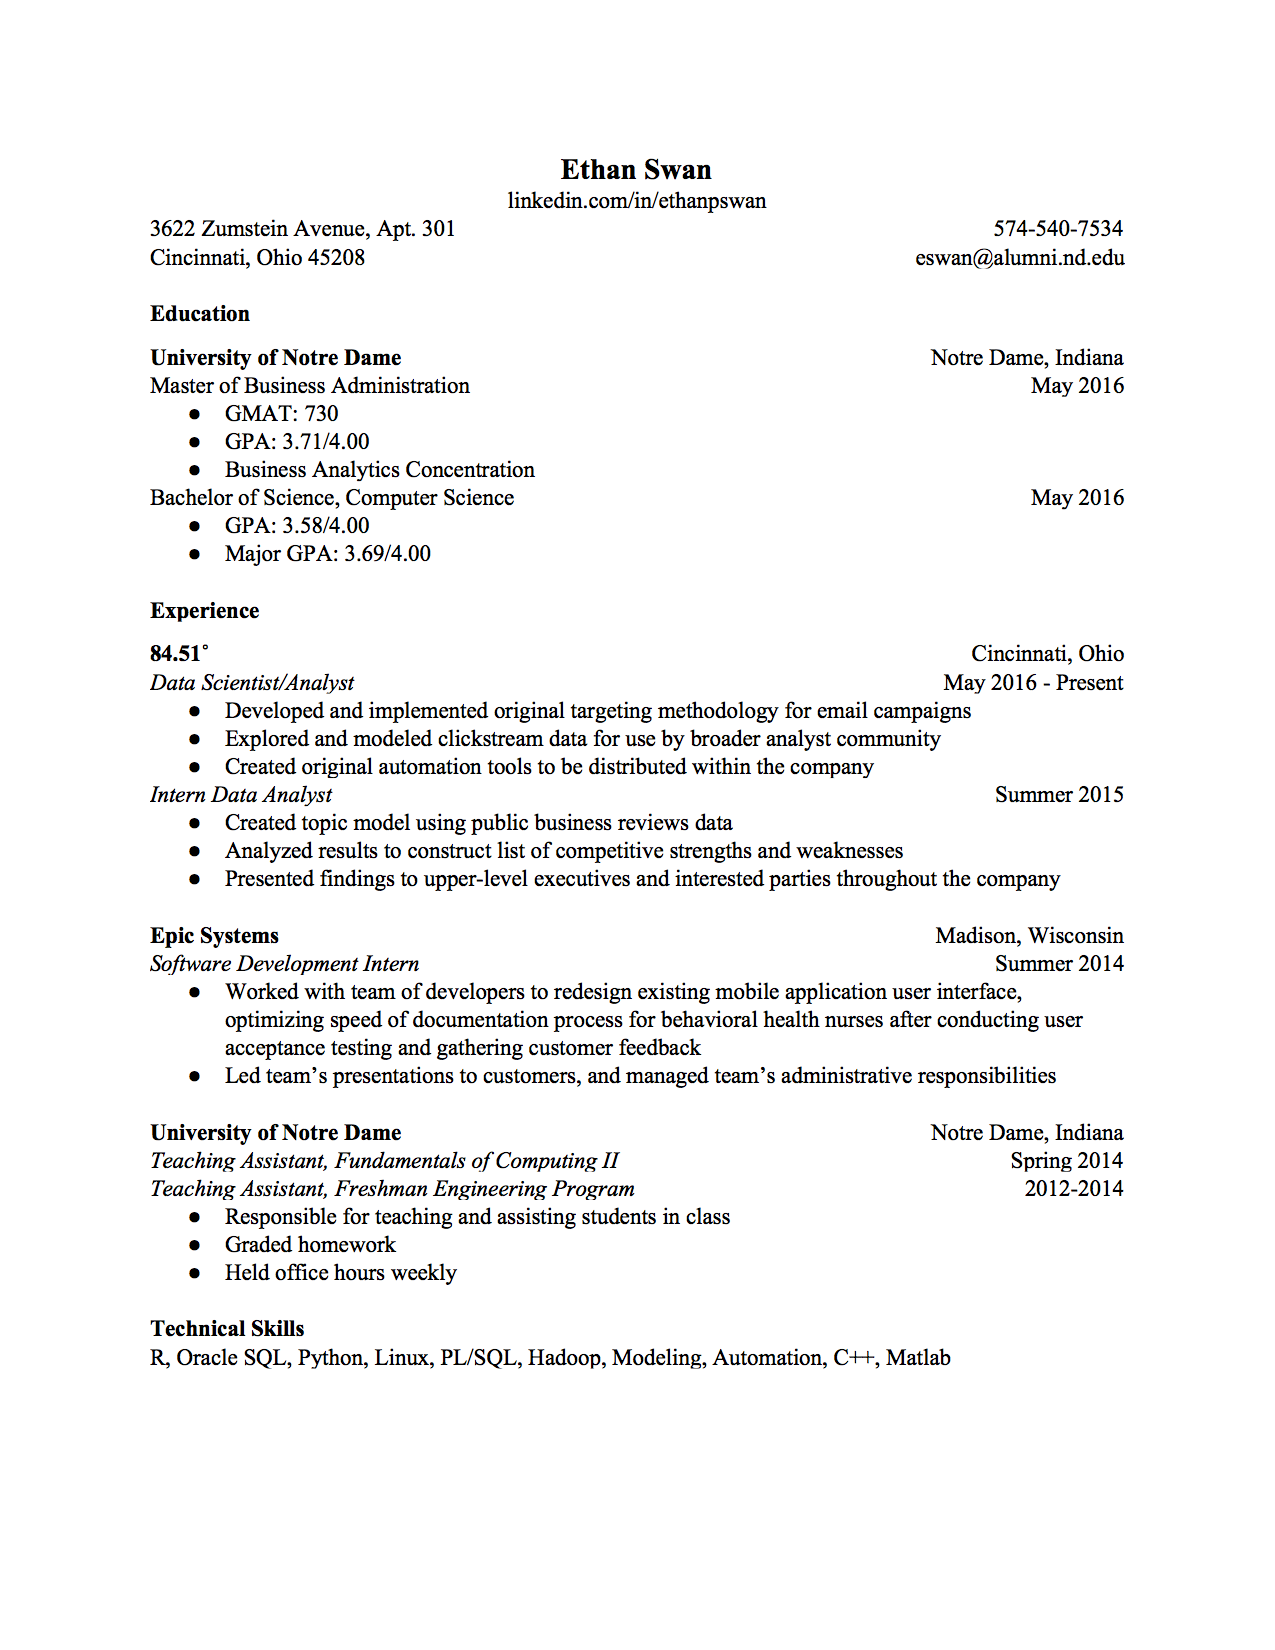 Ethan Swan
linkedin.com/in/ethanpswan
3622 Zumstein Avenue, Apt. 301 574-540-7534
Cincinnati, Ohio 45208 eswan@alumni.nd.edu
Education
University of Notre Dame Notre Dame, Indiana
Master of Business Administration May 2016
● GMAT: 730
● GPA: 3.71/4.00
● Business Analytics Concentration
Bachelor of Science, Computer Science May 2016
● GPA: 3.58/4.00
● Major GPA: 3.69/4.00
Experience
84.51° Cincinnati, Ohio
Data Scientist/Analyst May 2016 - Present
● Developed and implemented original targeting methodology for email campaigns
● Explored and modeled clickstream data for use by broader analyst community
● Created original automation tools to be distributed within the company
Intern Data Analyst Summer 2015
● Created topic model using public business reviews data
● Analyzed results to construct list of competitive strengths and weaknesses
● Presented findings to upper-level executives and interested parties throughout the company
Epic Systems Madison, Wisconsin
Software Development Intern Summer 2014
● Worked with team of developers to redesign existing mobile application user interface,
optimizing speed of documentation process for behavioral health nurses after conducting user
acceptance testing and gathering customer feedback
● Led team’s presentations to customers, and managed team’s administrative responsibilities
University of Notre Dame Notre Dame, Indiana
Teaching Assistant, Fundamentals of Computing II Spring 2014
Teaching Assistant, Freshman Engineering Program 2012-2014
● Responsible for teaching and assisting students in class
● Graded homework
● Held office hours weekly
Technical Skills
R, Oracle SQL, Python, Linux, PL/SQL, Hadoop, Modeling, Automation, C++, Matlab